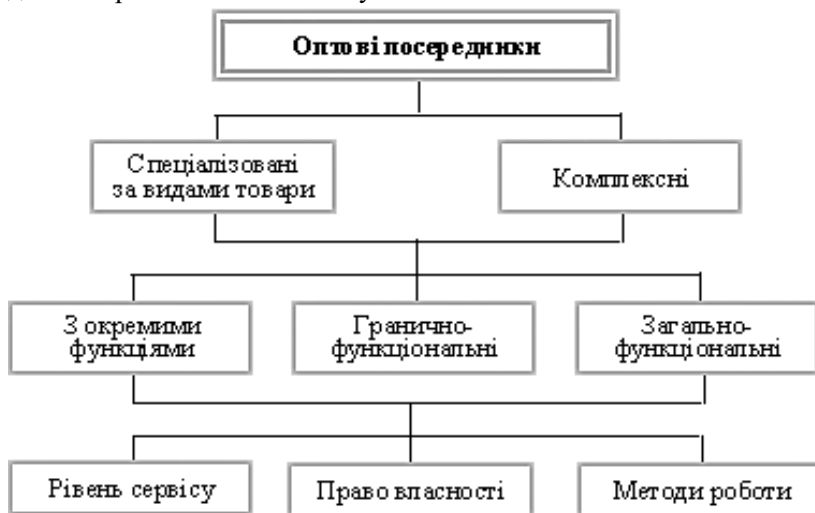 Оптові посередники
Спеціалізовані
за видами товари
Комплексні
З окремими
функціями
Гранично-
функціональні
Загально-
функціональні
Рівень сервісу
Право власності
Методи роботи